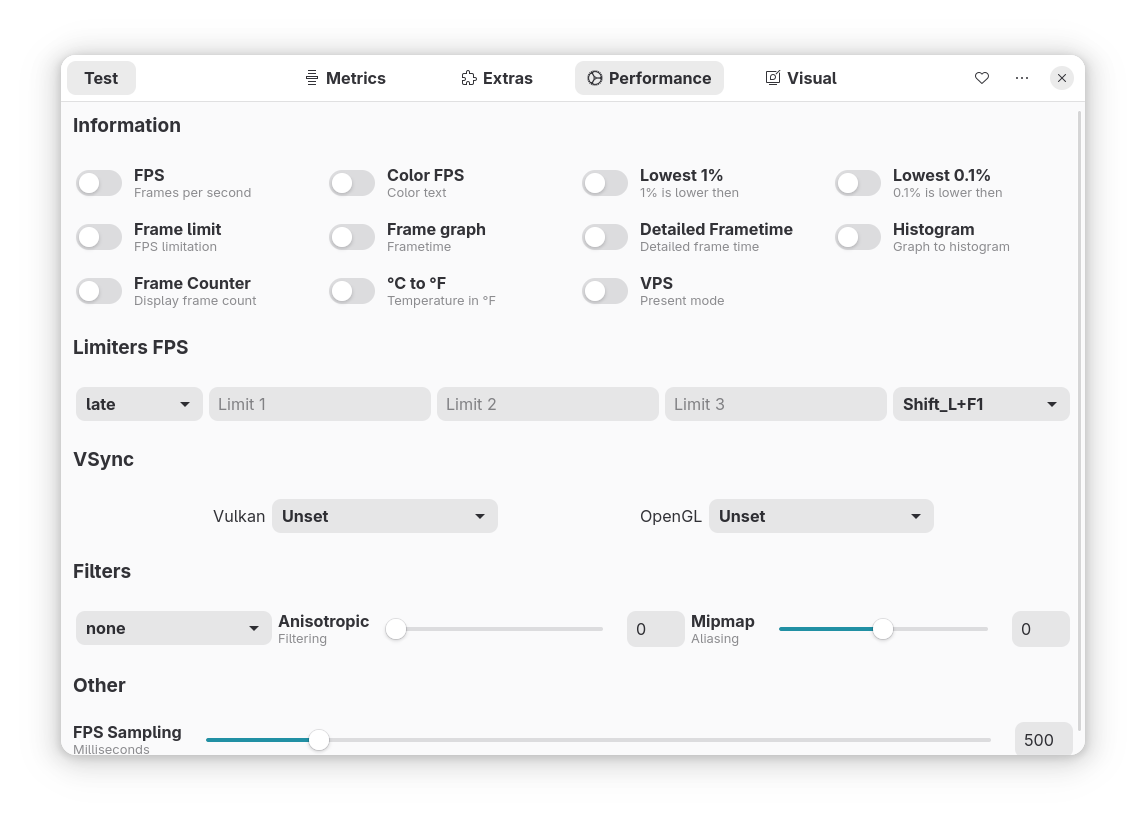 Test Metrics Extras Performance Visual
Information
FPS Color FPS Lowest 1% Lowest 0.1%
Frames per second Color text 1% is lower then 0.1% is lower then
Frame limit Frame graph Detailed Frametime Histogram
FPS limitation Frametime Detailed frame time Graph to histogram
Frame Counter °C to °F VPS
Display frame count Temperature in °F Present mode
Limiters FPS
late Limit 1 Limit 2 Limit 3 Shift_L+F1
VSync
Vulkan Unset OpenGL Unset
Filters
none Anisotropic 0 Mipmap 0
Filtering Aliasing
Other
FPS Sampling 500
Milliseconds